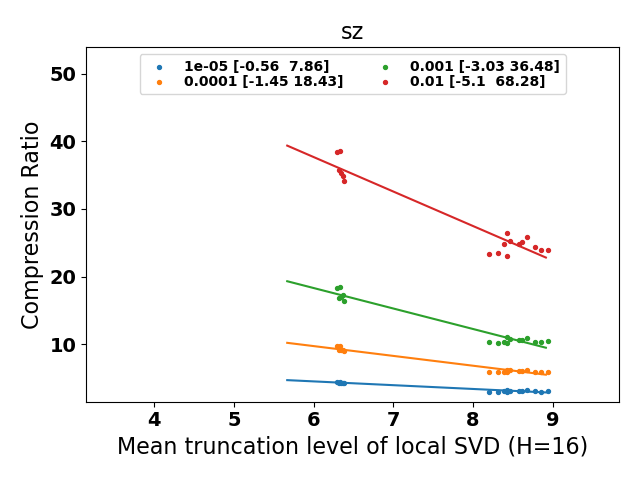 sz
1e-05 [-0.56  7.86]
0.0001 [-1.45 18.43]
0.001 [-3.03 36.48]
0.01 [-5.1  68.28]
Compression Ratio
50
40
30
20
10
4 5 6 7 8 9
Mean truncation level of local SVD (H=16)